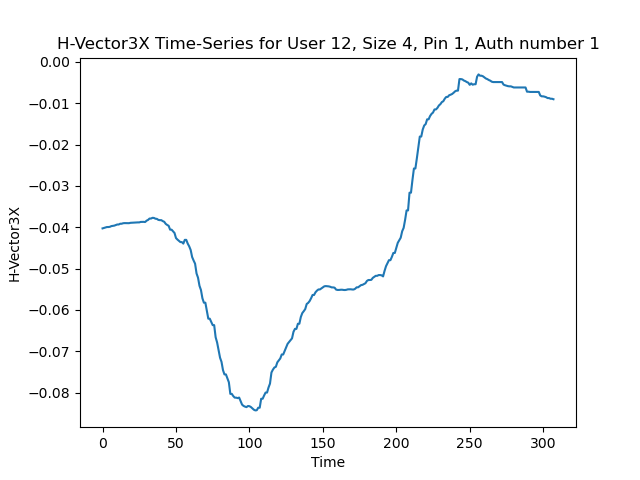 H-Vector3X Time-Series for User 12, Size 4, Pin 1, Auth number 1
0.00
−0.01
−0.02
−0.03
−0.04
−0.05
−0.06
−0.07
−0.08
H-Vector3X
0 50 100 150 200 250 300
Time